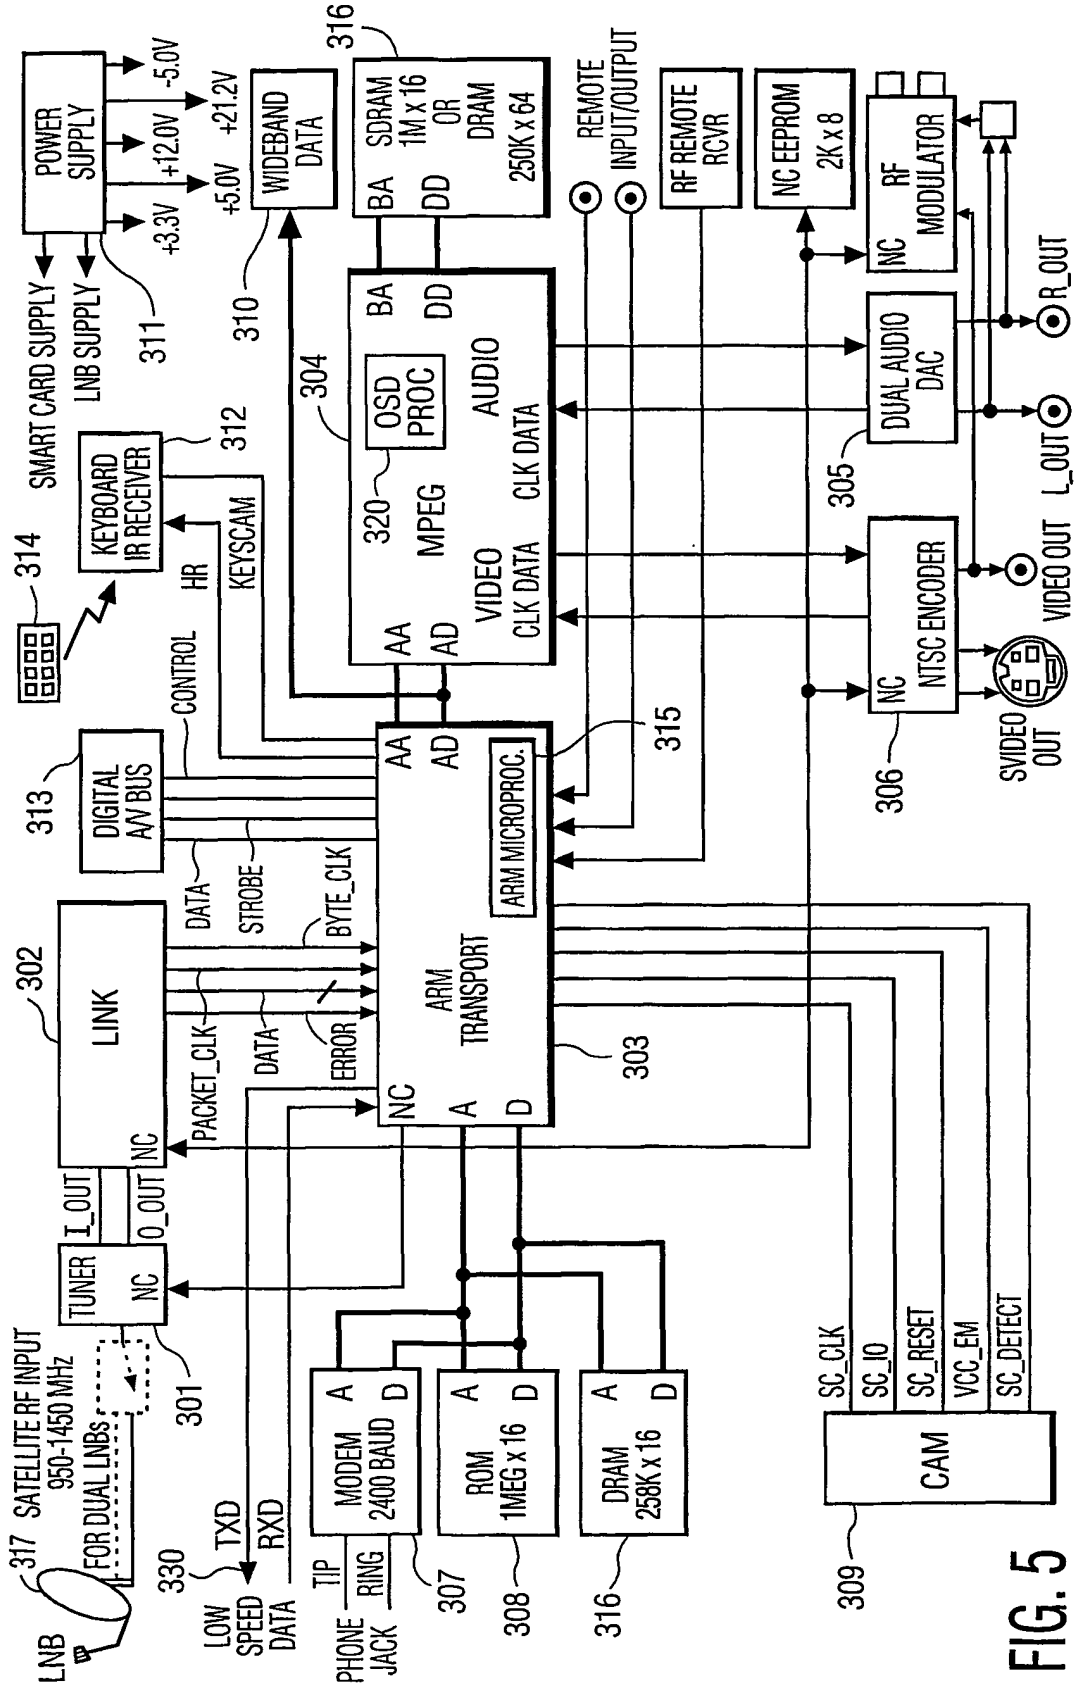 LNB
317
SATELLITE RF INPUT
950-1450 MHz
FOR DUAL LNBs
301
TUNER
NC
I_OUT
O_OUT
302
LINK
NC
PACKET_CLK
DATA
ERROR
BYTE_CLK
313
DIGITAL
A/V BUS
DATA
STROBE
CONTROL
314
KEYBOARD
IR RECEIVER
312
HR
KEYSCAM
SMART CARD SUPPLY
LNB SUPPLY
POWER
SUPPLY
311
+3.3V
+5.0V
+12.0V
+21.2V
-5.0V
310
WIDEBAND
DATA
330
LOW
SPEED
DATA
TXD
RXD
NC
A
D
ARM
TRANSPORT
303
AA
AD
ARM MICROPROC.
315
304
AA
AD
BA
DD
320
OSD
PROC
MPEG
VIDEO
CLK DATA
AUDIO
CLK DATA
316
BA
DD
SDRAM
1M x 16
OR
DRAM
250K x 64
REMOTE
INPUT/OUTPUT
RF REMOTE
RCVR
NC EEPROM
2K x 8
NC
RF
MODULATOR
PHONE
JACK
TIP
RING
MODEM
2400 BAUD
A
D
307
ROM
1MEG x 16
A
D
308
DRAM
258K x 16
A
D
316
DUAL AUDIO
DAC
305
L_OUT
R_OUT
NC
NTSC ENCODER
306
SVIDEO
OUT
VIDEO OUT
SC_CLK
SC_IO
SC_RESET
VCC_EM
SC_DETECT
CAM
309
FIG. 5